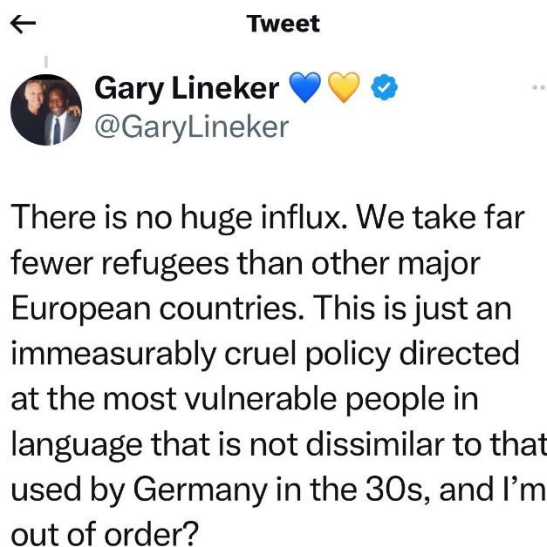 Tweet
Gary Lineker 💙💛
@GaryLineker
There is no huge influx. We take far
fewer refugees than other major
European countries. This is just an
immeasurably cruel policy directed
at the most vulnerable people in
language that is not dissimilar to that
used by Germany in the 30s, and I’m
out of order?